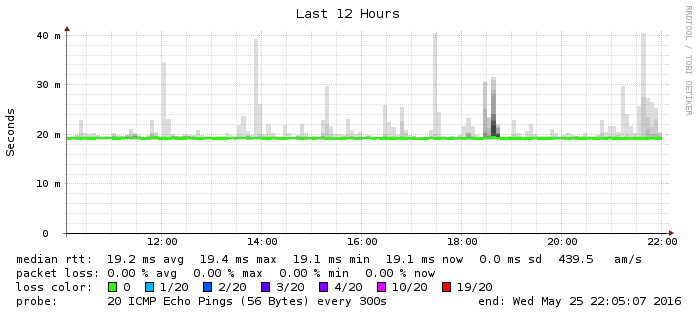 Last 12 Hours
RRDTOOL / TOBI OETIKER
Seconds
40 m
30 m
20 m
10 m
0
12:00 14:00 16:00 18:00 20:00 22:00
median rtt: 19.2 ms avg 19.4 ms max 19.1 ms min 19.1 ms now 0.0 ms sd 439.5 am/s
packet loss: 0.00 % avg 0.00 % max 0.00 % min 0.00 % now
loss color: 0 1/20 2/20 3/20 4/20 10/20 19/20
probe: 20 ICMP Echo Pings (56 Bytes) every 300s end: Wed May 25 22:05:07 2016